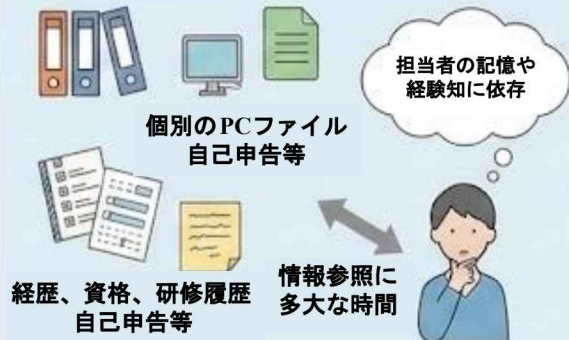 担当者の記憶や
経験知に依存
個別のPCファイル
自己申告等
経歴、資格、研修履歴
自己申告等
情報参照に
多大な時間